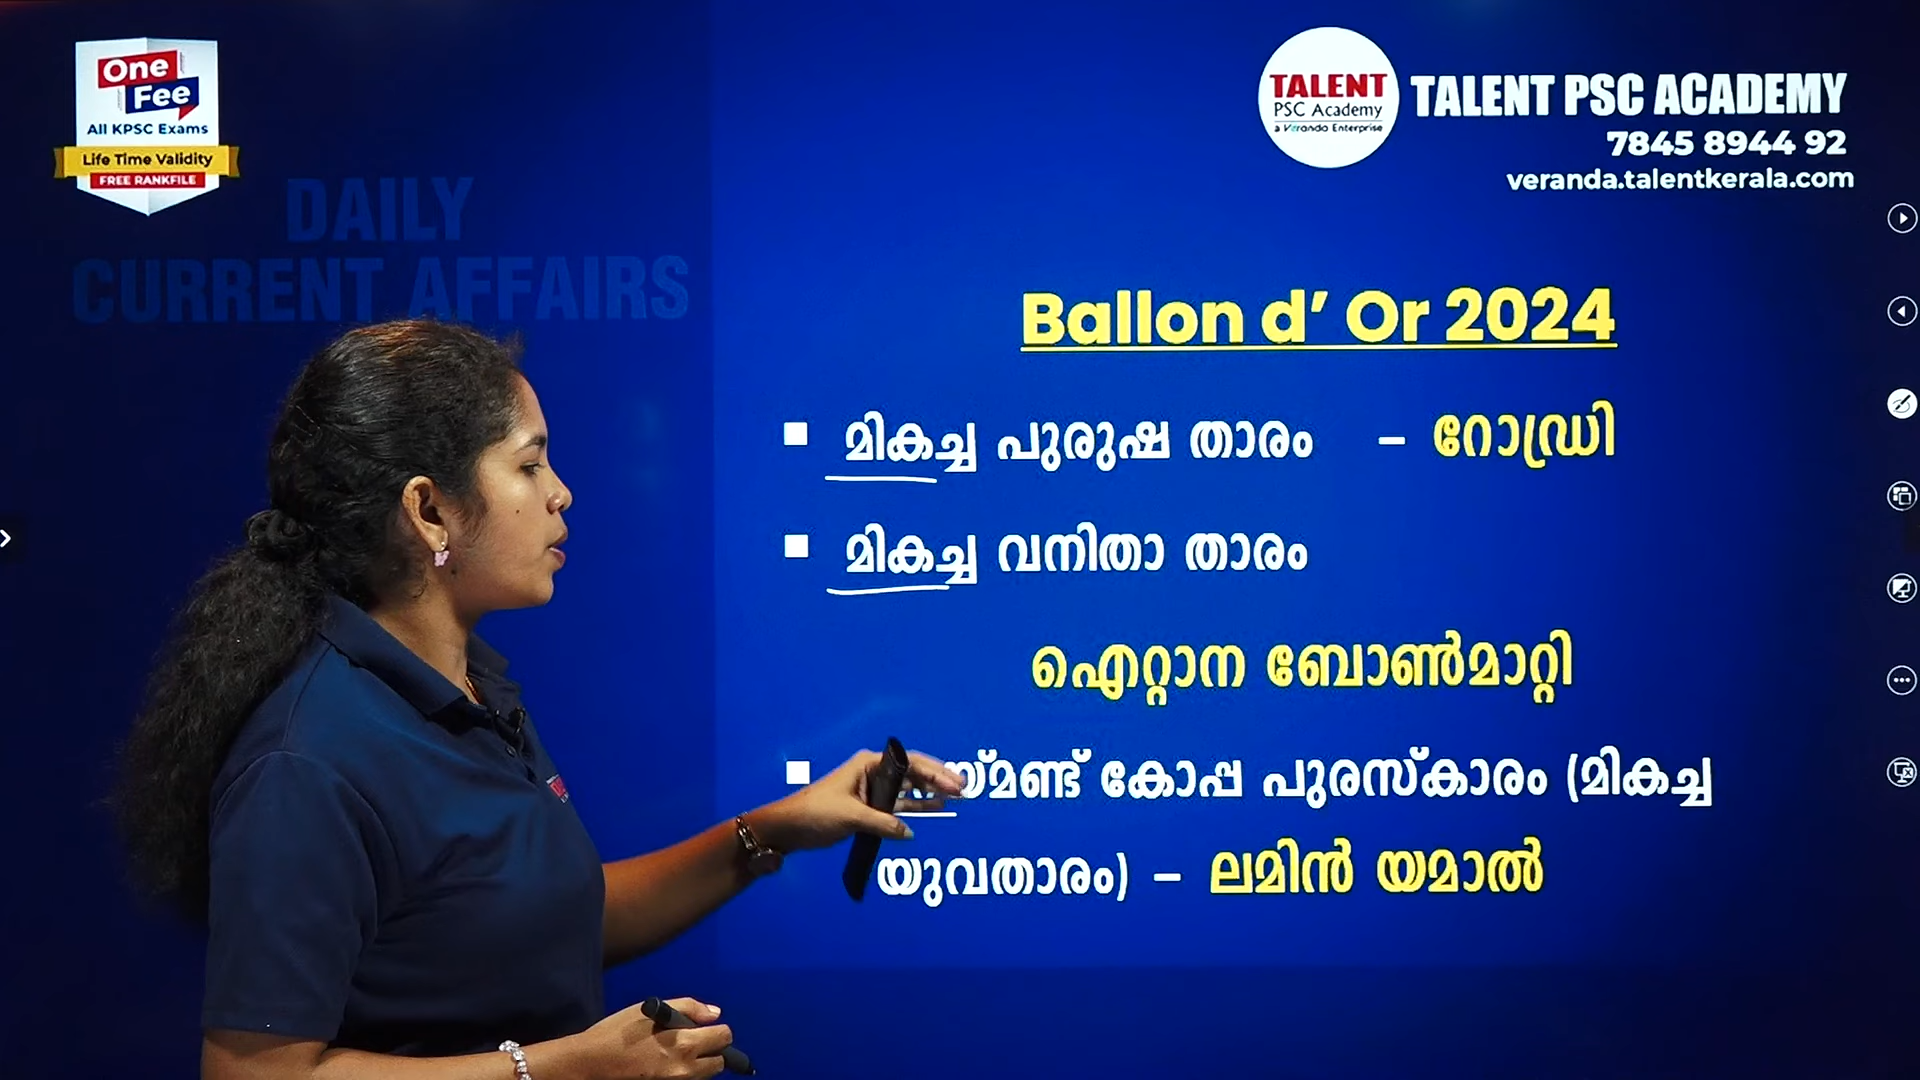 One
Fee
All KPSC Exams
Life Time Validity
FREE RANKFILE
TALENT
PSC Academy
a Veranda Enterprise
TALENT PSC ACADEMY
7845 8944 92
veranda.talentkerala.com
DAILY
CURRENT AFFAIRS
Ballon d’ Or 2024
▪ മികച്ച പുരുഷ താരം – റോഡ്രി
▪ മികച്ച വനിതാ താരം
ഐറ്റാന ബോൺമാറ്റി
▪ കോപ്പ പുരസ്കാരം (മികച്ച
യുവതാരം) – ലമിൻ യമാൽ